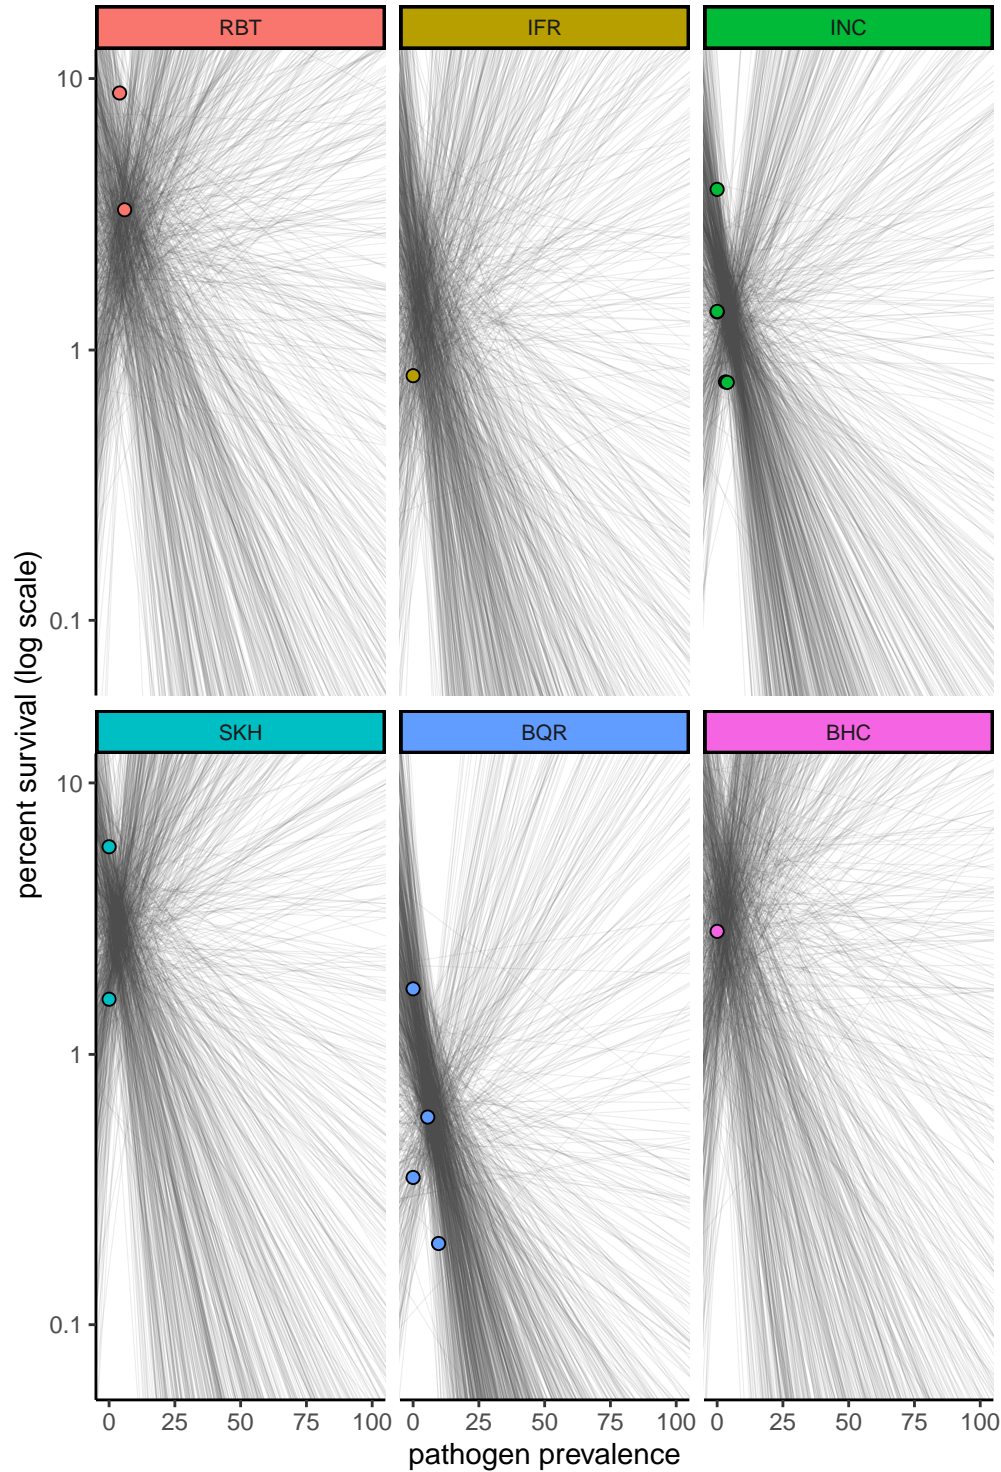 RBT IFR INC
10
1
0.1
SKH BQR BHC
10
1
0.1
0 25 50 75 100 0 25 50 75 100 0 25 50 75 100
pathogen prevalence
percent survival (log scale)